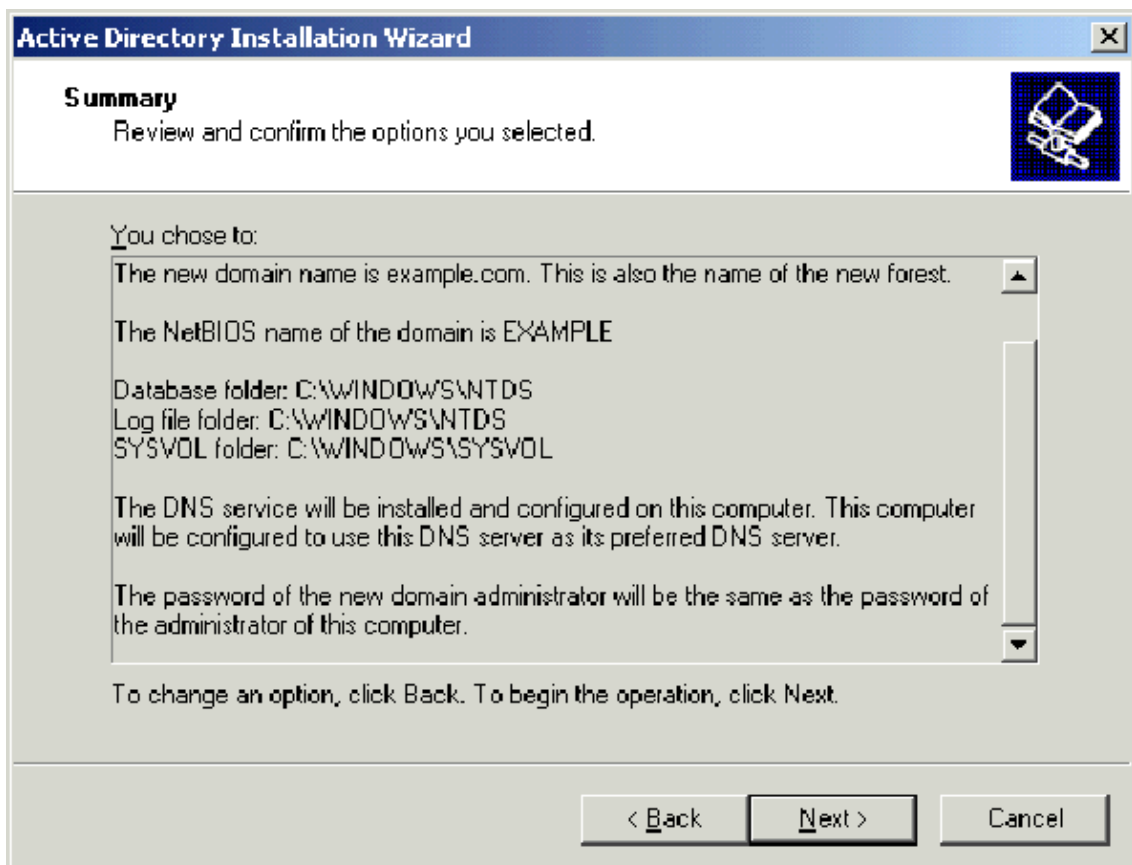 Active Directory Installation Wizard
Summary
Review and confirm the options you selected.
You chose to:
The new domain name is example.com. This is also the name of the new forest.
The NetBIOS name of the domain is EXAMPLE
Database folder: C:\WINDOWS\NTDS
Log file folder: C:\WINDOWS\NTDS
SYSVOL folder: C:\WINDOWS\SYSVOL
The DNS service will be installed and configured on this computer. This computer
will be configured to use this DNS server as its preferred DNS server.
The password of the new domain administrator will be the same as the password of
the administrator of this computer.
To change an option, click Back. To begin the operation, click Next.
< Back
Next >
Cancel